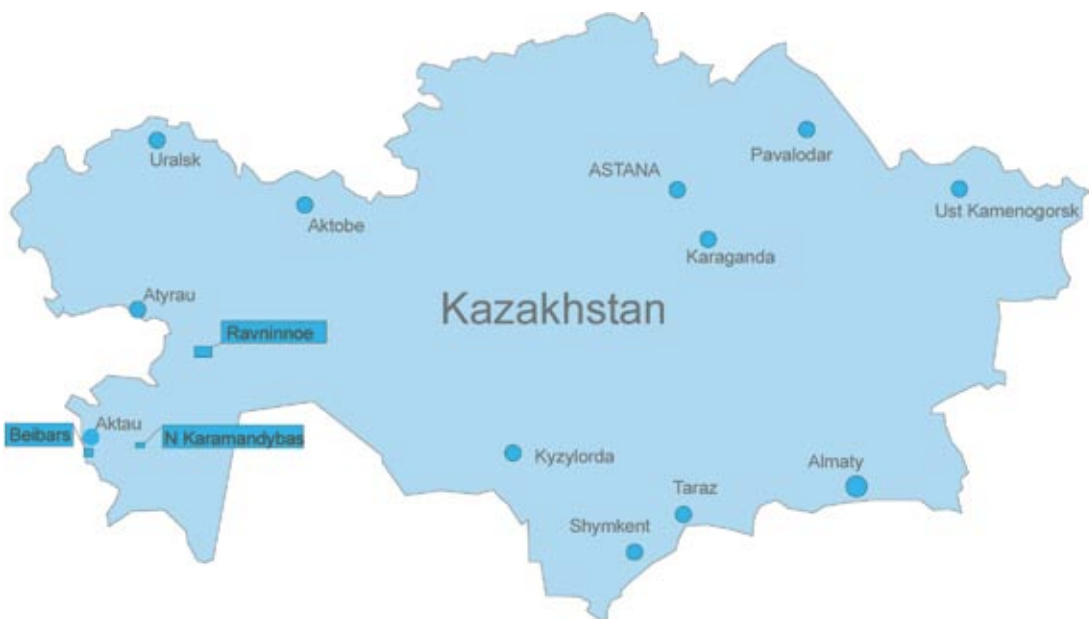 Uralsk
Pavalodar
ASTANA
Ust Kamenogorsk
Aktobe
Karaganda
Atyrau
Kazakhstan
Ravninnoe
Aktau
Beibars
N Karamandybas
Kyzylorda
Almaty
Taraz
Shymkent